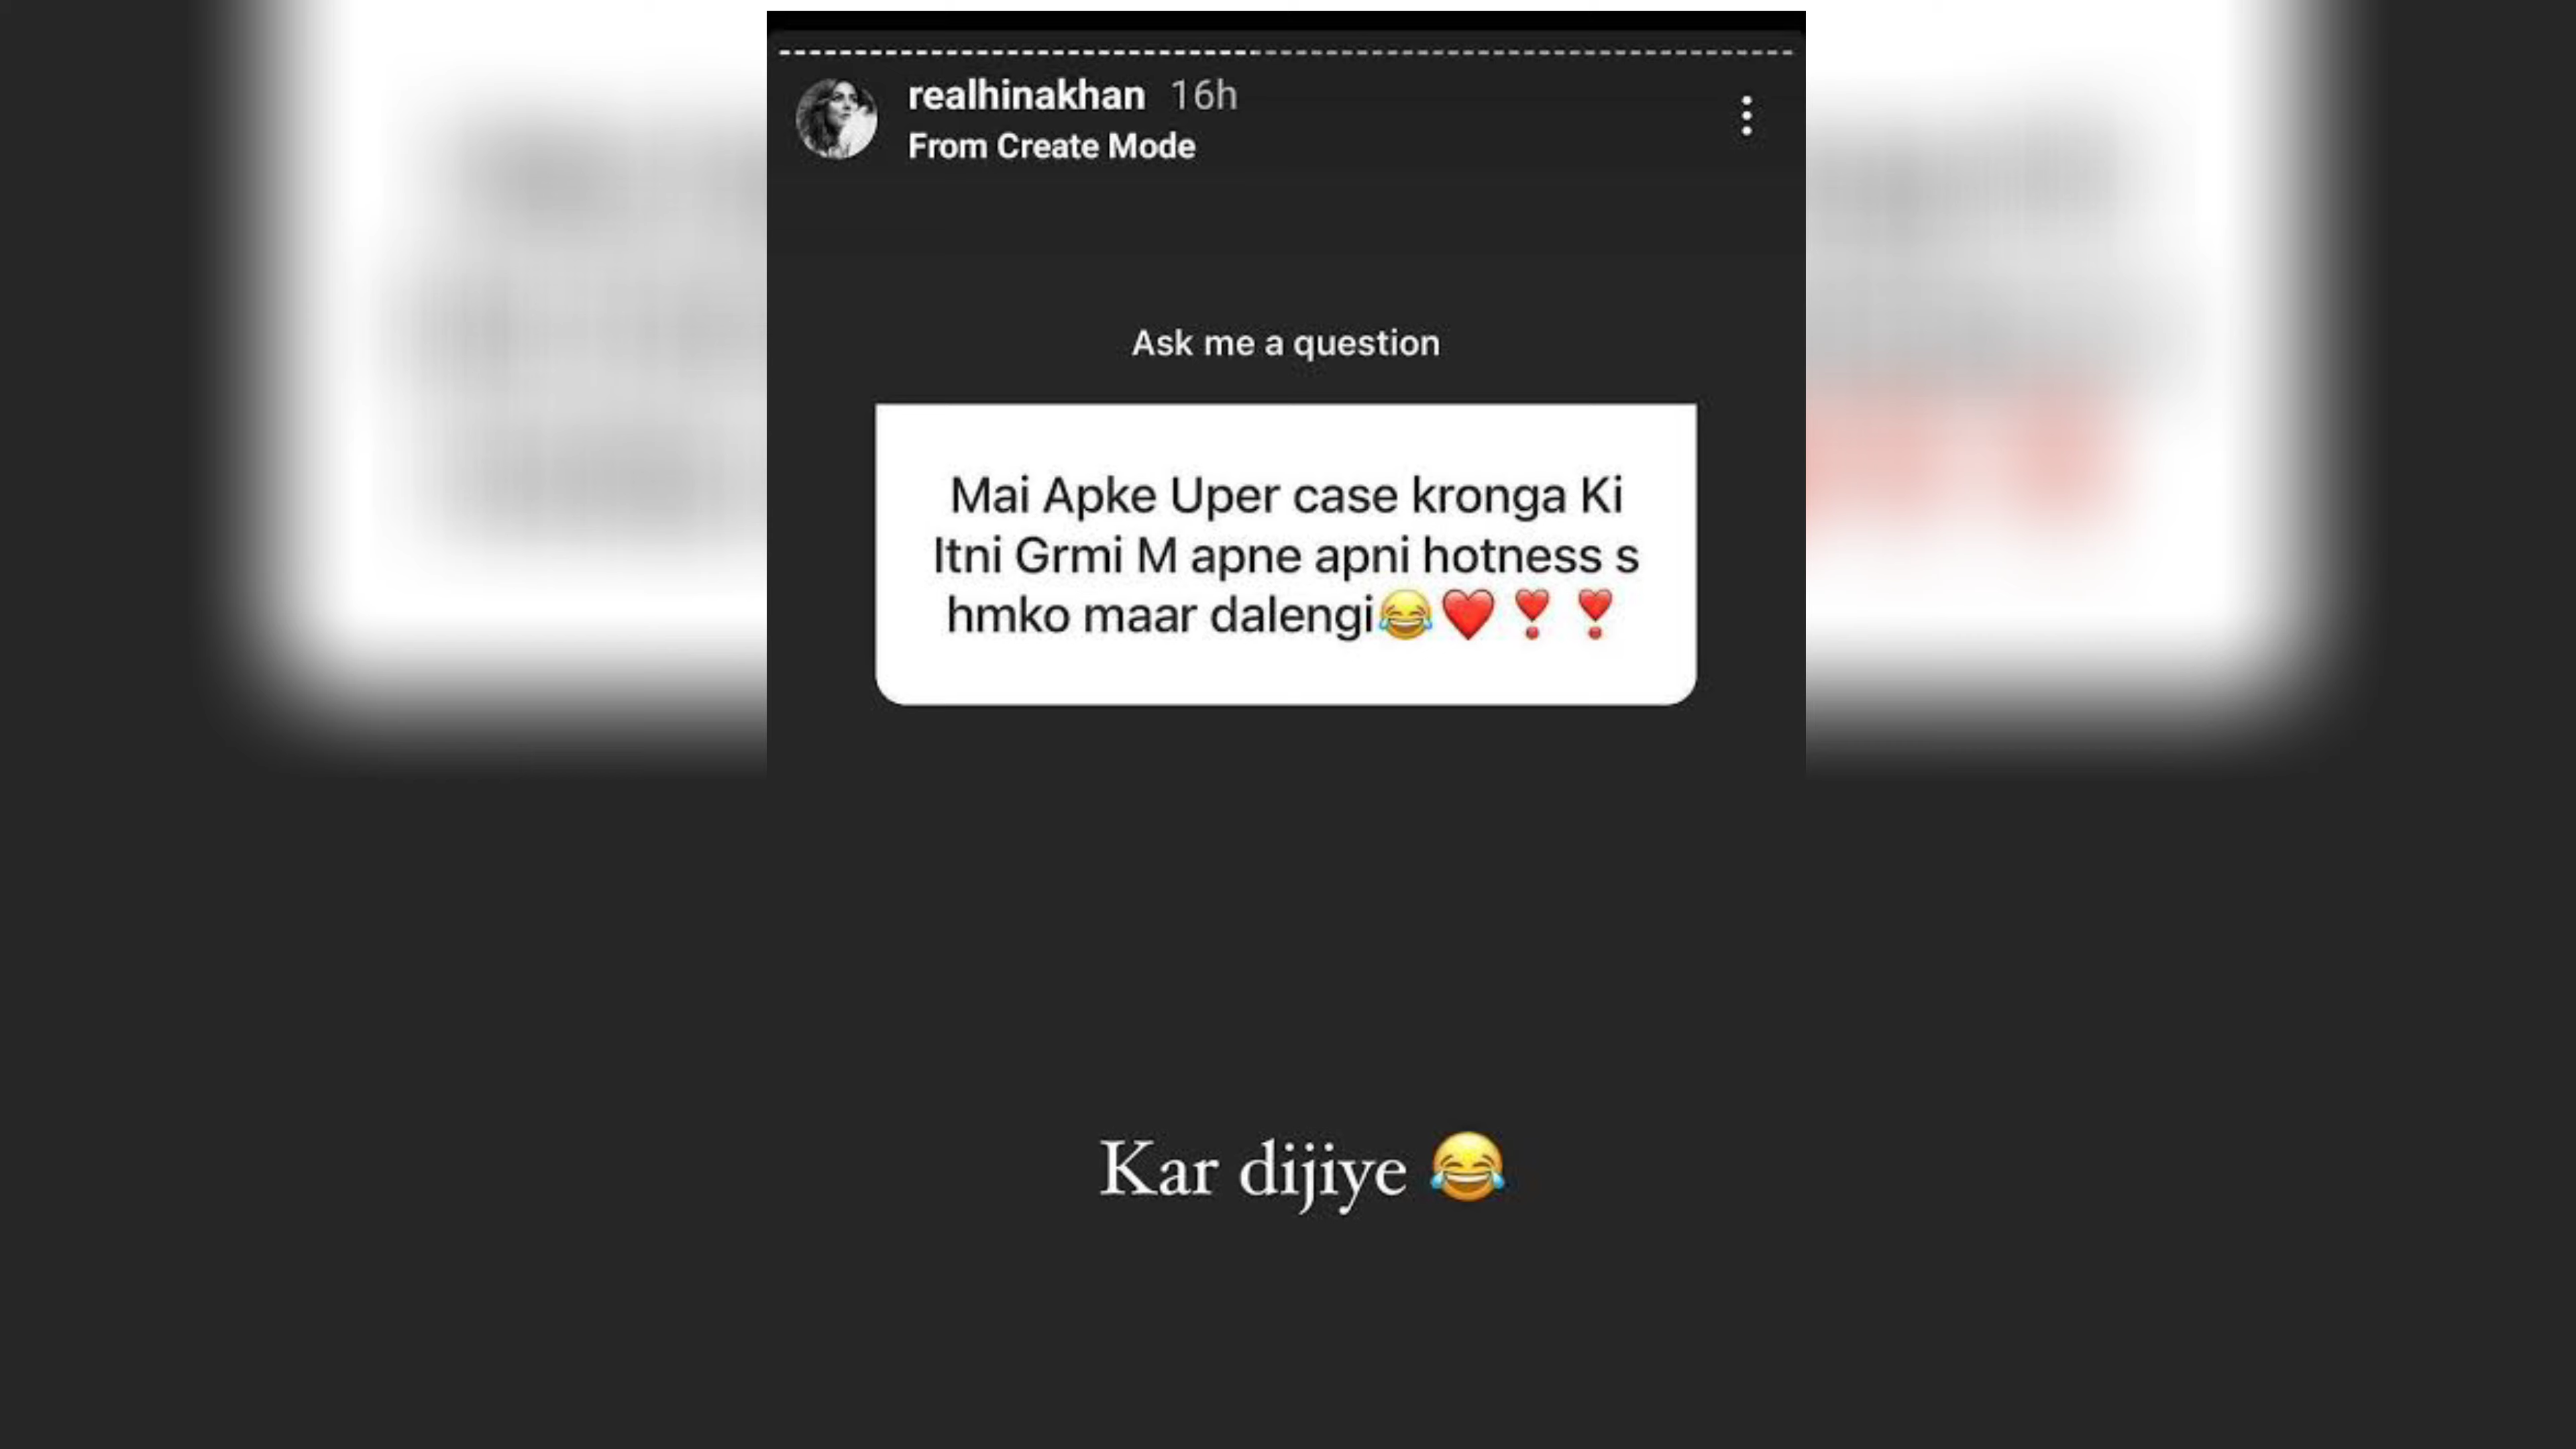 realhinakhan 16h
From Create Mode
Ask me a question
Mai Apke Uper case kronga Ki
Itni Grmi M apne apni hotness s
hmko maar dalengi😂❤️❣️❣️
Kar dijiye 😂